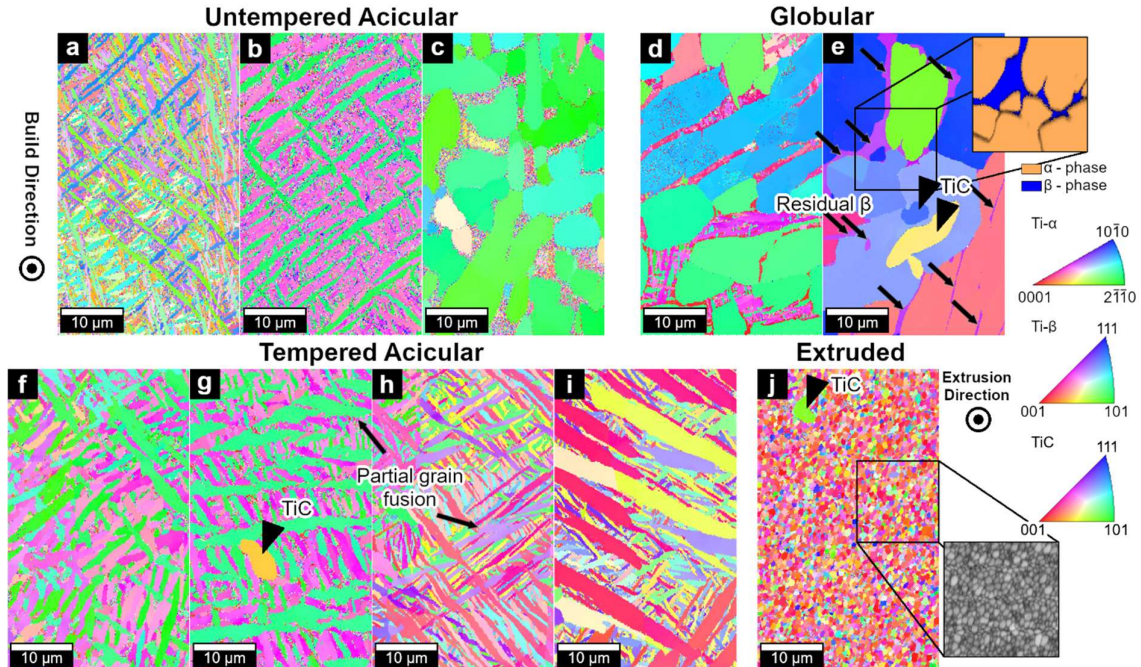 Untempered Acicular
Globular
a
b
c
d
e
Build Direction
TiC
Residual β
α - phase
β - phase
Ti-α
101̄0
0001
21̄1̄0
Ti-β
111
001
101
10 µm
10 µm
10 µm
10 µm
10 µm
Tempered Acicular
Extruded
f
g
h
i
j
TiC
Extrusion
Direction
Partial grain
fusion
TiC
TiC
111
001
101
10 µm
10 µm
10 µm
10 µm
10 µm